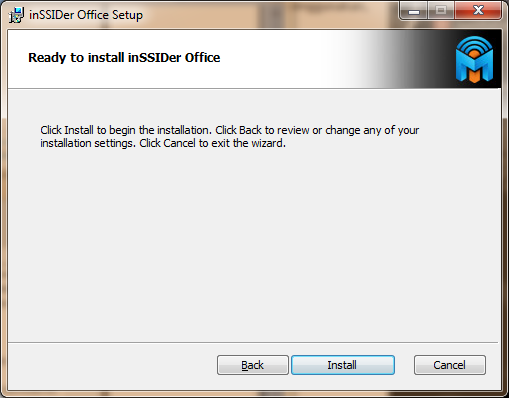 inSSIDer Office Setup
Ready to install inSSIDer Office
Click Install to begin the installation. Click Back to review or change any of your
installation settings. Click Cancel to exit the wizard.
Back Install Cancel